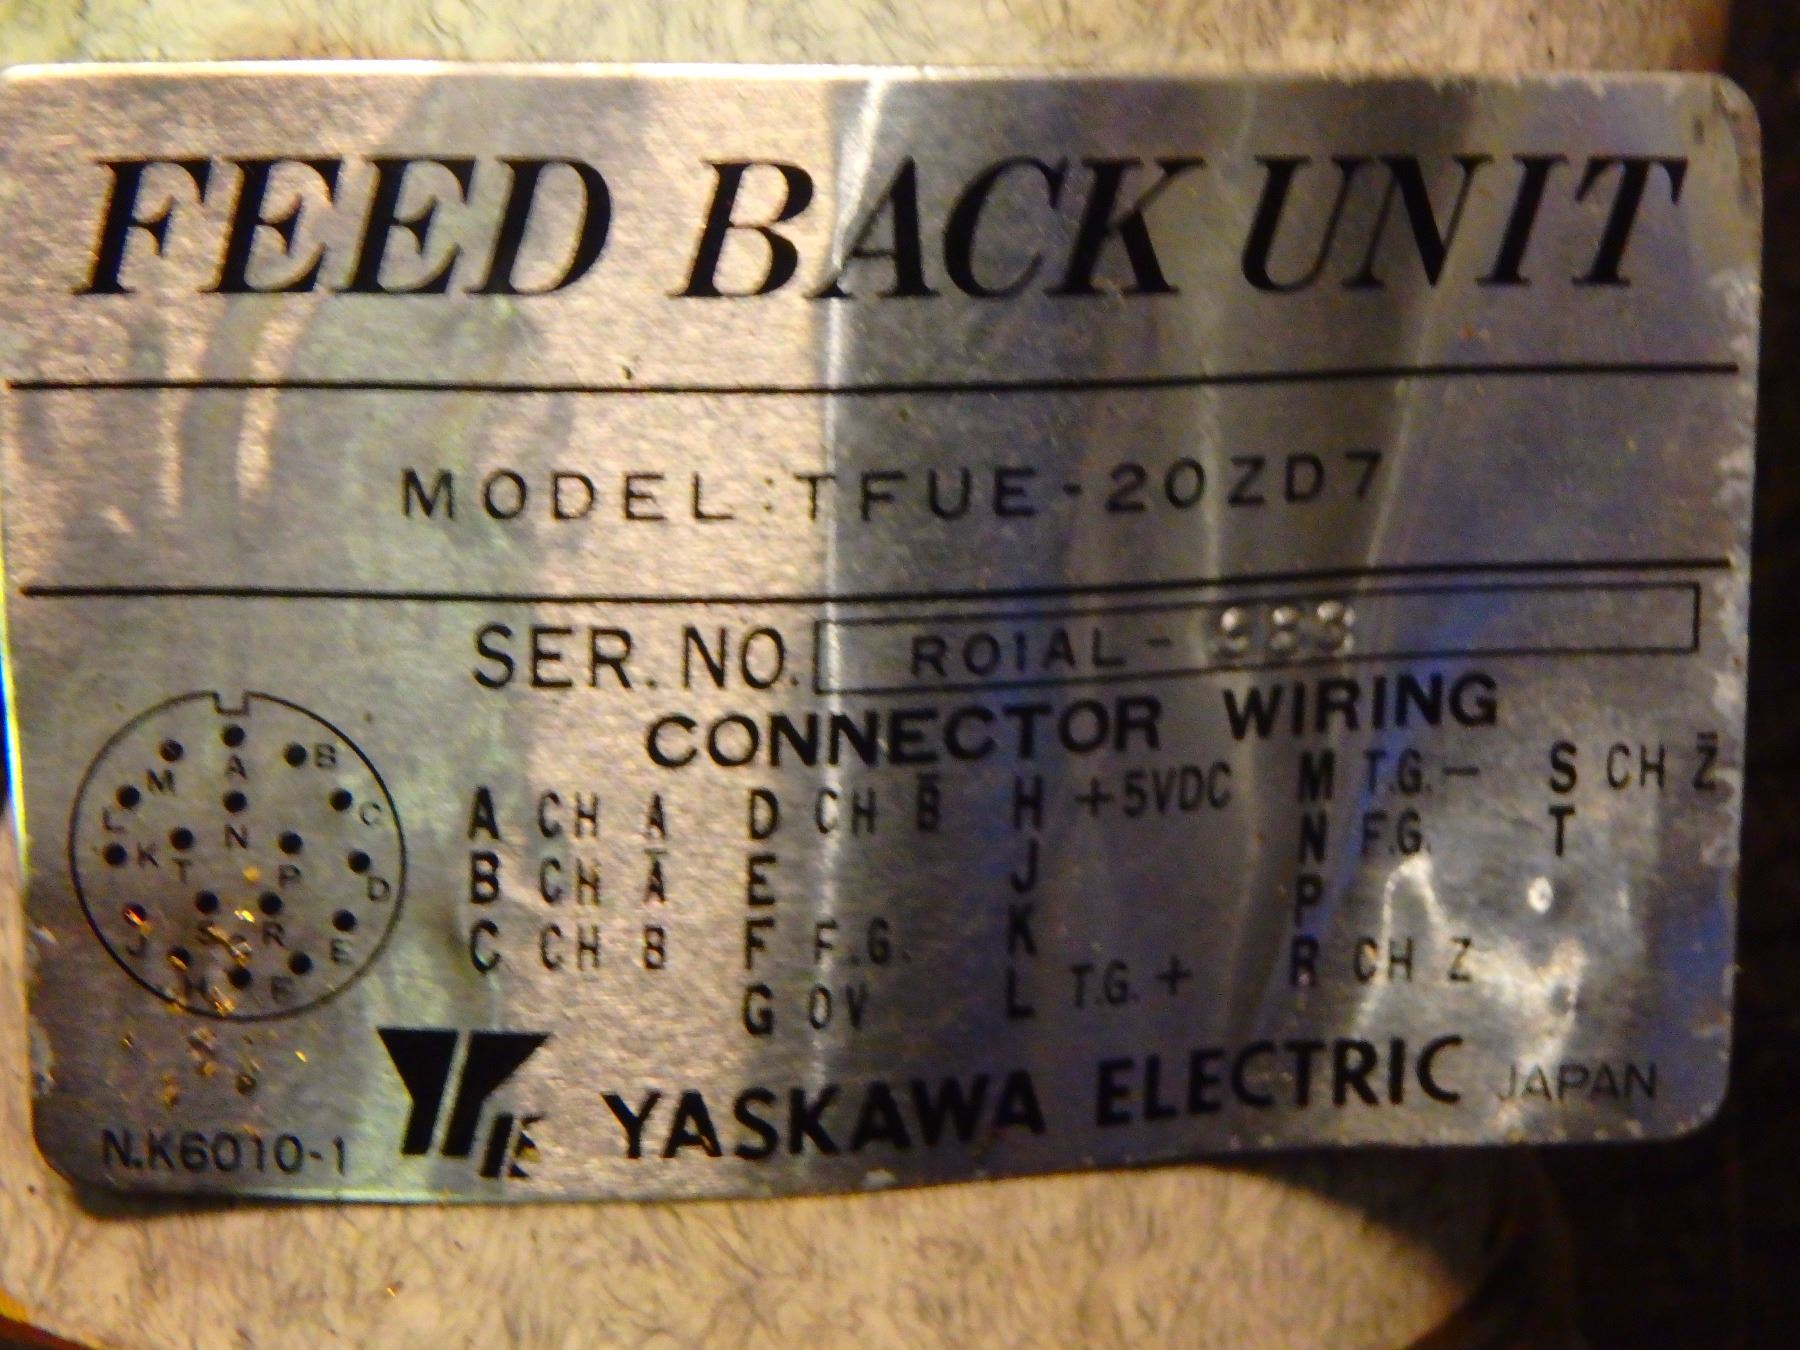 FEED BACK UNIT
MODEL:TFUE-20ZD7
SER. NO. R01AL-
CONNECTOR WIRING
A CH A D CH B̄ H +5VDC M T.G.- S CH Z̄
B CH Ā E J N F.G. T
C CH B F F.G. K P
G 0V L T.G.+ R CH Z
A
B
C
D
E
F
H
J
K
L
M
N
P
R
S
T
YASKAWA ELECTRIC JAPAN
N.K6010-1